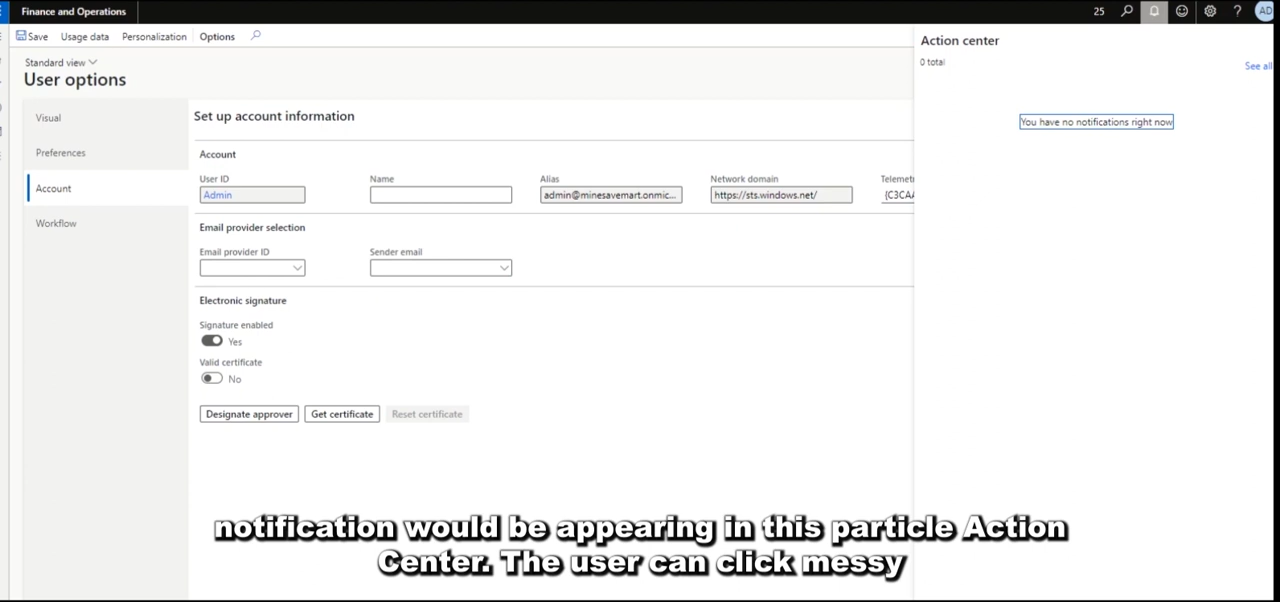 Finance and Operations
25
AD
Save Usage data Personalization Options
Action center
0 total
See all
You have no notifications right now
Standard view
User options
Visual
Preferences
Account
Workflow
Set up account information
Account
User ID Name Alias Network domain Telemetr
Admin admin@minesavemart.onmic... https://sts.windows.net/ {C3CAA
Email provider selection
Email provider ID Sender email
Electronic signature
Signature enabled
Yes
Valid certificate
No
Designate approver Get certificate Reset certificate
notification would be appearing in this particle Action
Center. The user can click messy